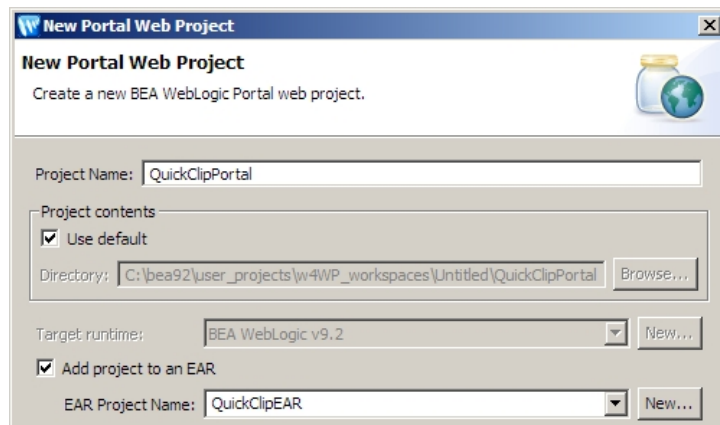 New Portal Web Project
New Portal Web Project
Create a new BEA WebLogic Portal web project.
Project Name: QuickClipPortal
Project contents
Use default
Directory: C:\bea92\user_projects\w4WP_workspaces\Untitled\QuickClipPortal Browse...
Target runtime: BEA WebLogic v9.2 New...
Add project to an EAR
EAR Project Name: QuickClipEAR New...